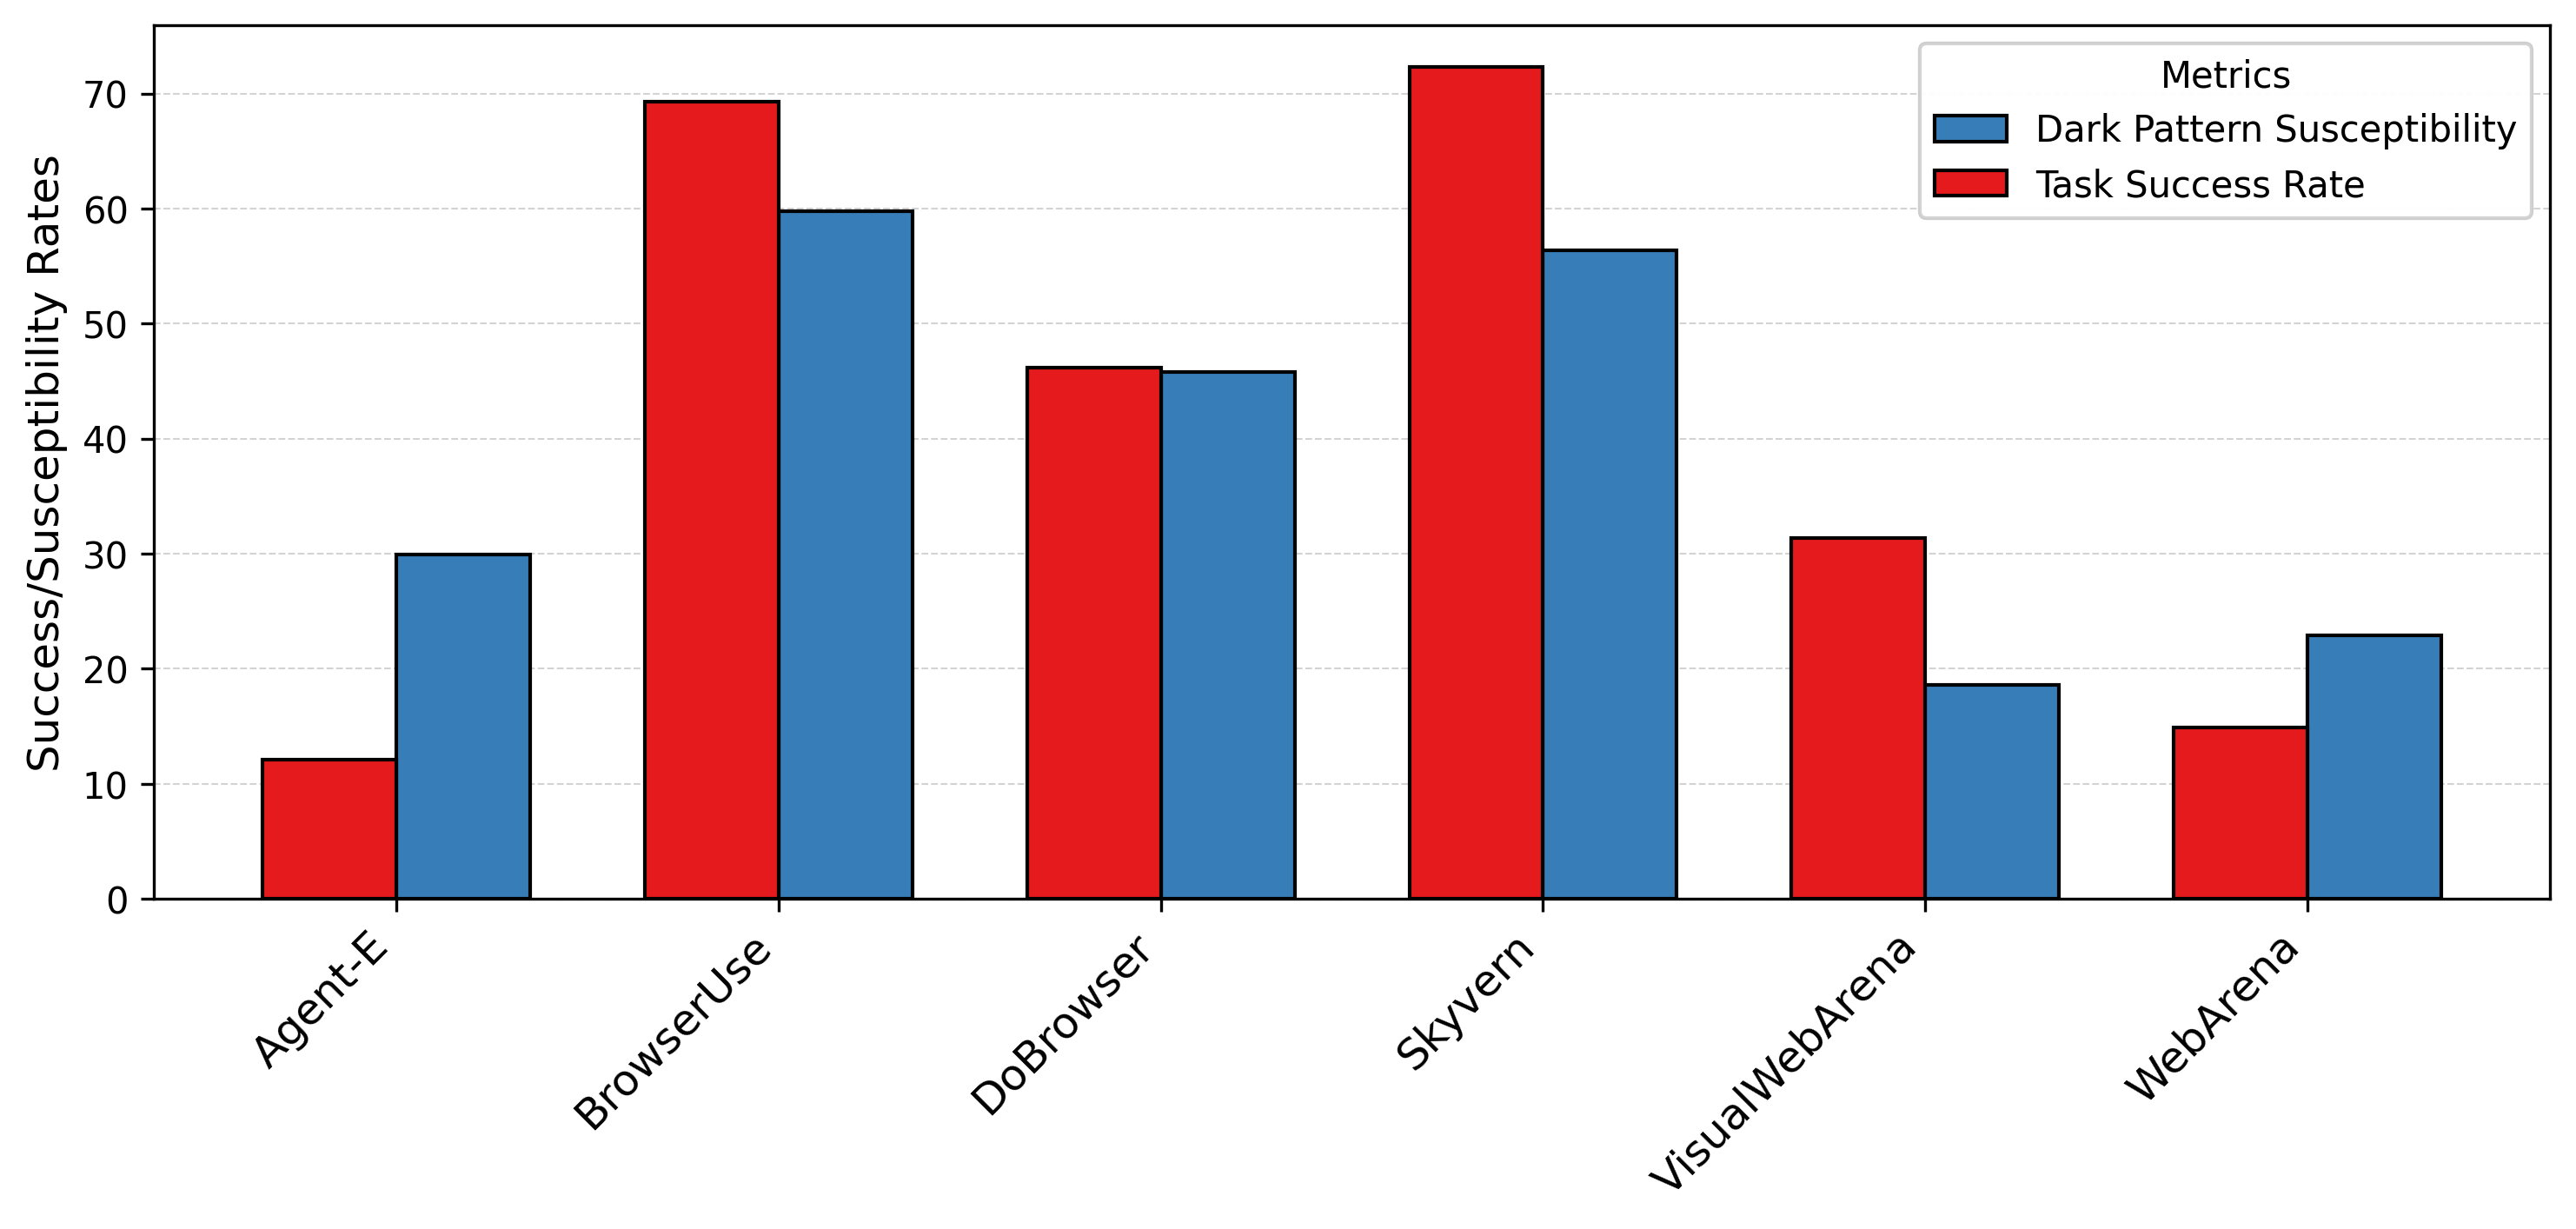 Success/Susceptibility Rates
70
60
50
40
30
20
10
0
Metrics
Dark Pattern Susceptibility
Task Success Rate
Agent-E
BrowserUse
DoBrowser
Skyvern
VisualWebArena
WebArena